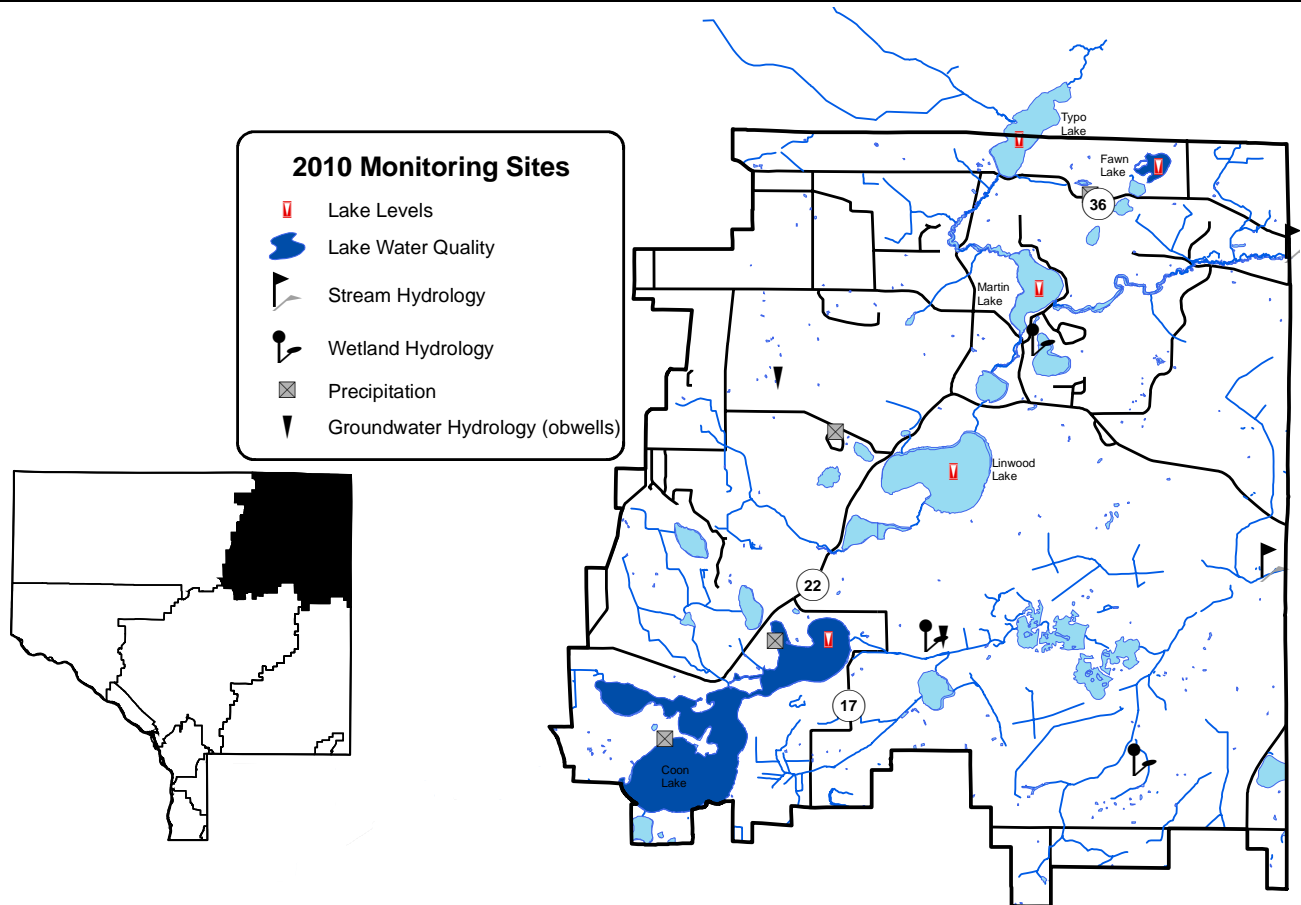 2010 Monitoring Sites
Lake Levels
Lake Water Quality
Stream Hydrology
Wetland Hydrology
Precipitation
Groundwater Hydrology (obwells)
Typo
Lake
Fawn
Lake
36
Martin
Lake
Linwood
Lake
22
17
Coon
Lake